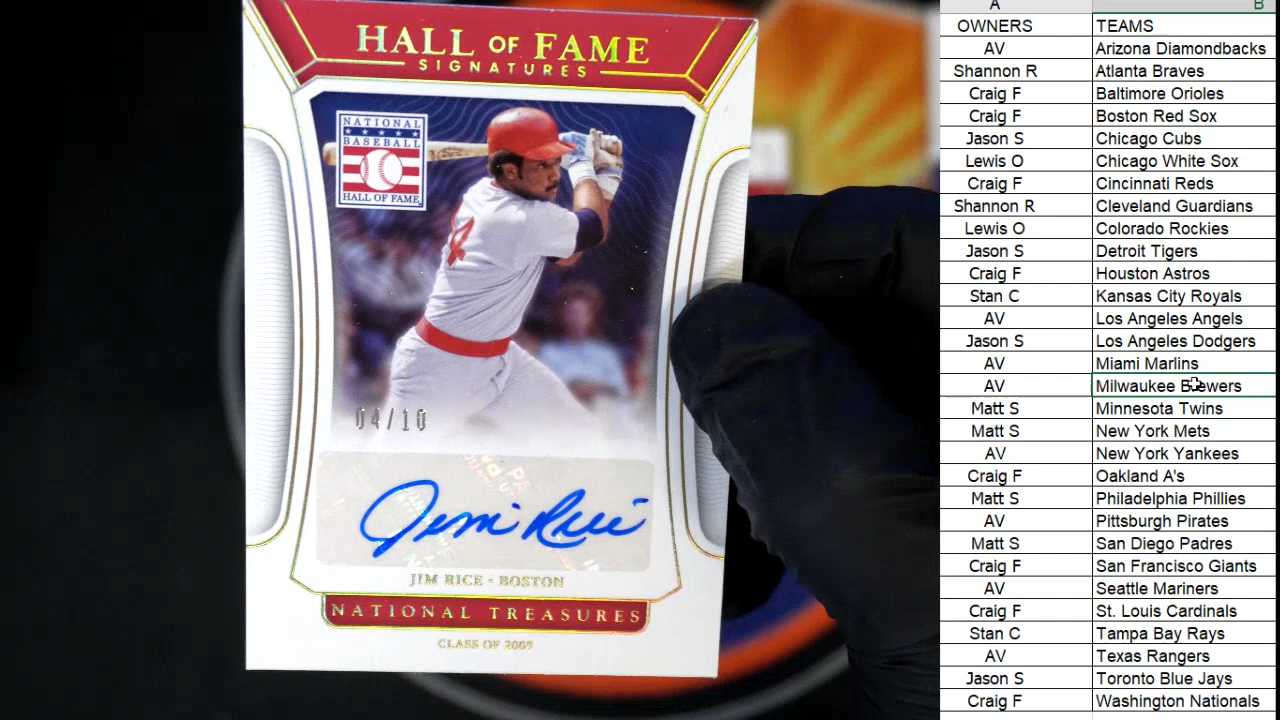 HALL OF FAME
SIGNATURES
NATIONAL
BASEBALL
HALL OF FAME
4
04/10
Jim Rice
JIM RICE - BOSTON
NATIONAL TREASURES
CLASS OF 2009
A B
OWNERS TEAMS
AV Arizona Diamondbacks
Shannon R Atlanta Braves
Craig F Baltimore Orioles
Craig F Boston Red Sox
Jason S Chicago Cubs
Lewis O Chicago White Sox
Craig F Cincinnati Reds
Shannon R Cleveland Guardians
Lewis O Colorado Rockies
Jason S Detroit Tigers
Craig F Houston Astros
Stan C Kansas City Royals
AV Los Angeles Angels
Jason S Los Angeles Dodgers
AV Miami Marlins
AV Milwaukee Brewers
Matt S Minnesota Twins
Matt S New York Mets
AV New York Yankees
Craig F Oakland A's
Matt S Philadelphia Phillies
AV Pittsburgh Pirates
Matt S San Diego Padres
Craig F San Francisco Giants
AV Seattle Mariners
Craig F St. Louis Cardinals
Stan C Tampa Bay Rays
AV Texas Rangers
Jason S Toronto Blue Jays
Craig F Washington Nationals